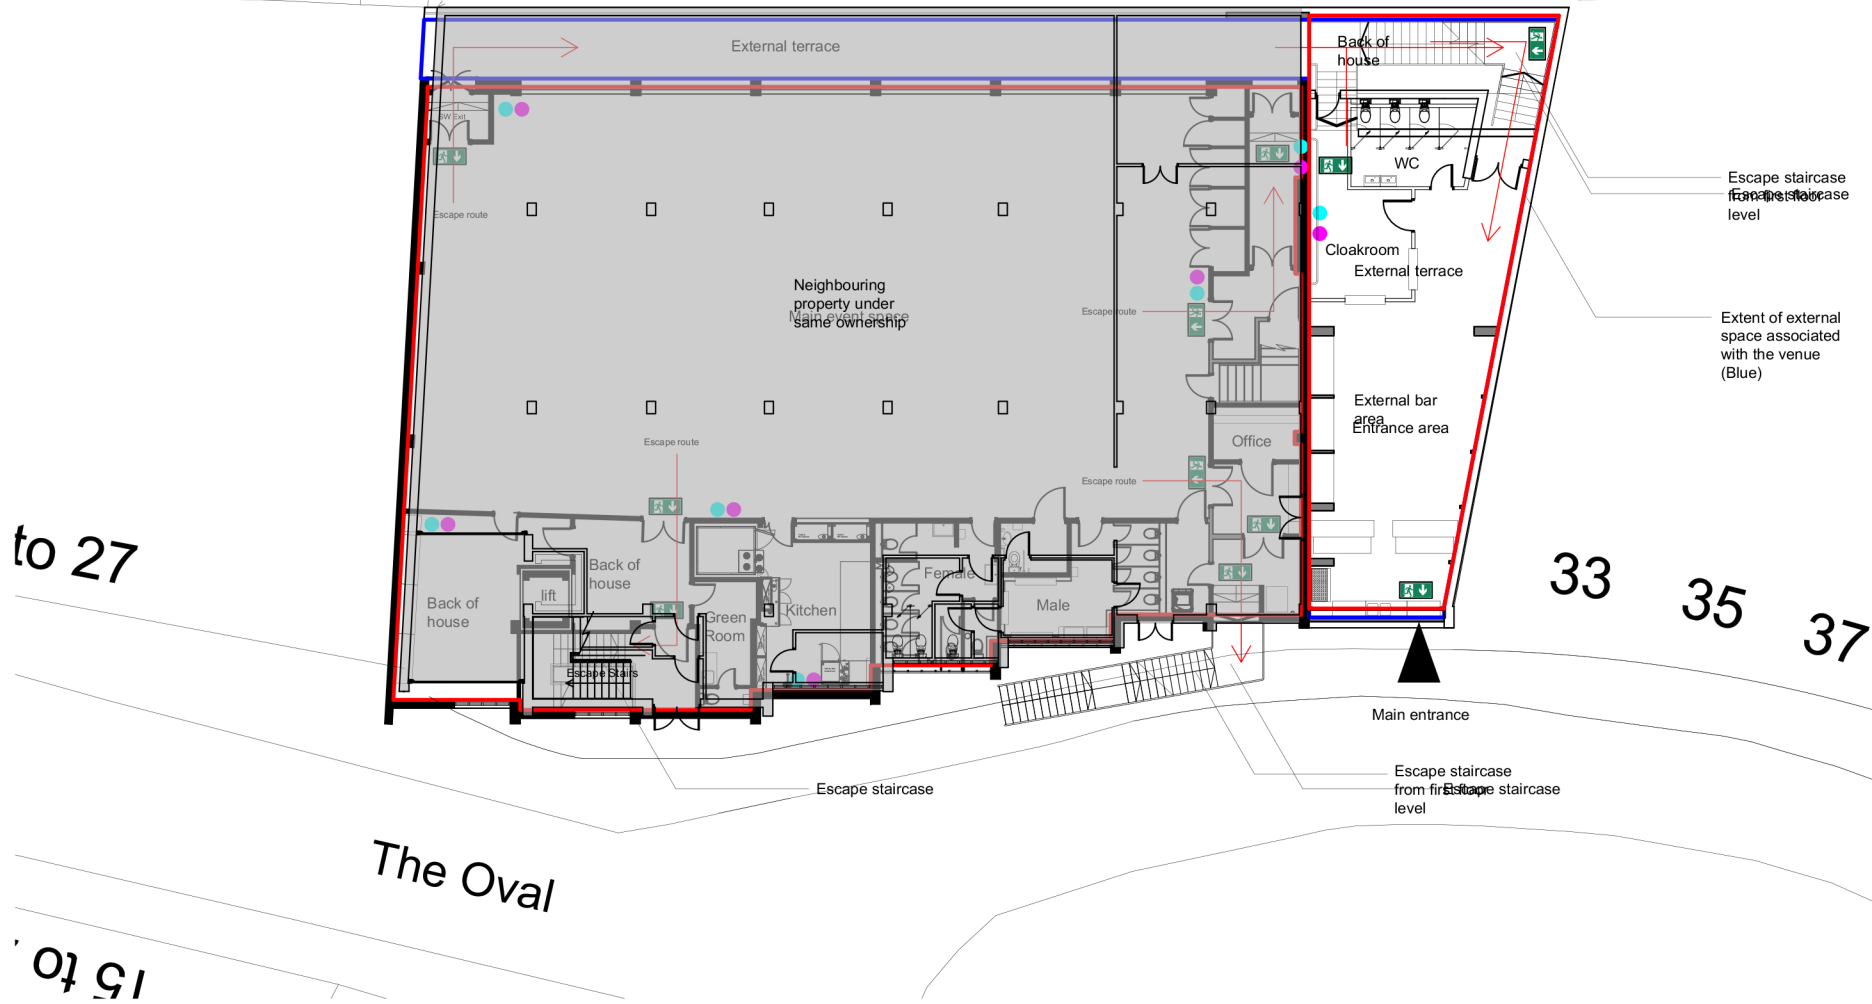 External terrace
Back of
house
SW Exit
WC
Escape route
Escape staircase
from first floor
level
Escape staircase
Cloakroom
External terrace
Neighbouring
property under
same ownership
Main event space
Escape route
Extent of external
space associated
with the venue
(Blue)
External bar
area
Entrance area
Escape route
Office
Escape route
to 27
Back of
house
lift
Back of
house
Green
Room
Kitchen
Female
Male
33
35
37
Escape Stairs
Main entrance
Escape staircase
Escape staircase
from first floor
level
Escape staircase
The Oval
15 to